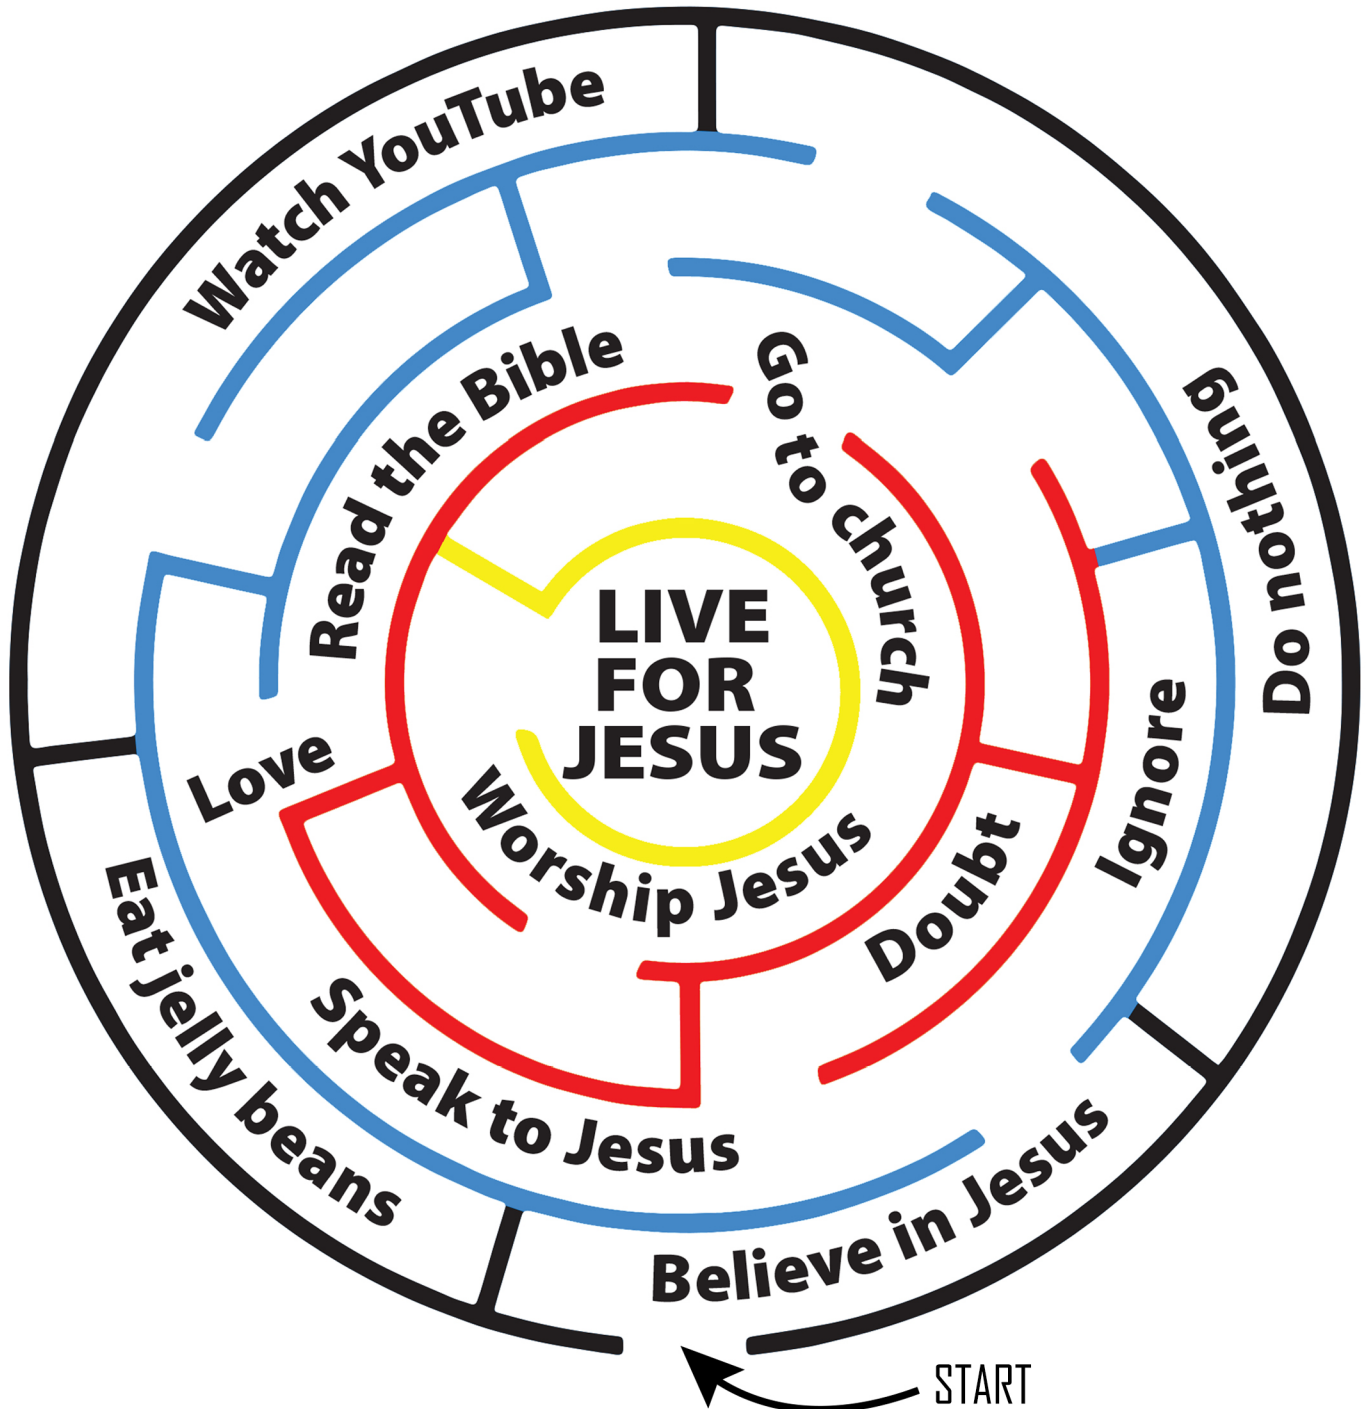 Watch YouTube
Do nothing
Read the Bible
Go to church
LIVE
FOR
JESUS
Love
Worship Jesus
Doubt
Ignore
Eat jelly beans
Speak to Jesus
Believe in Jesus
START